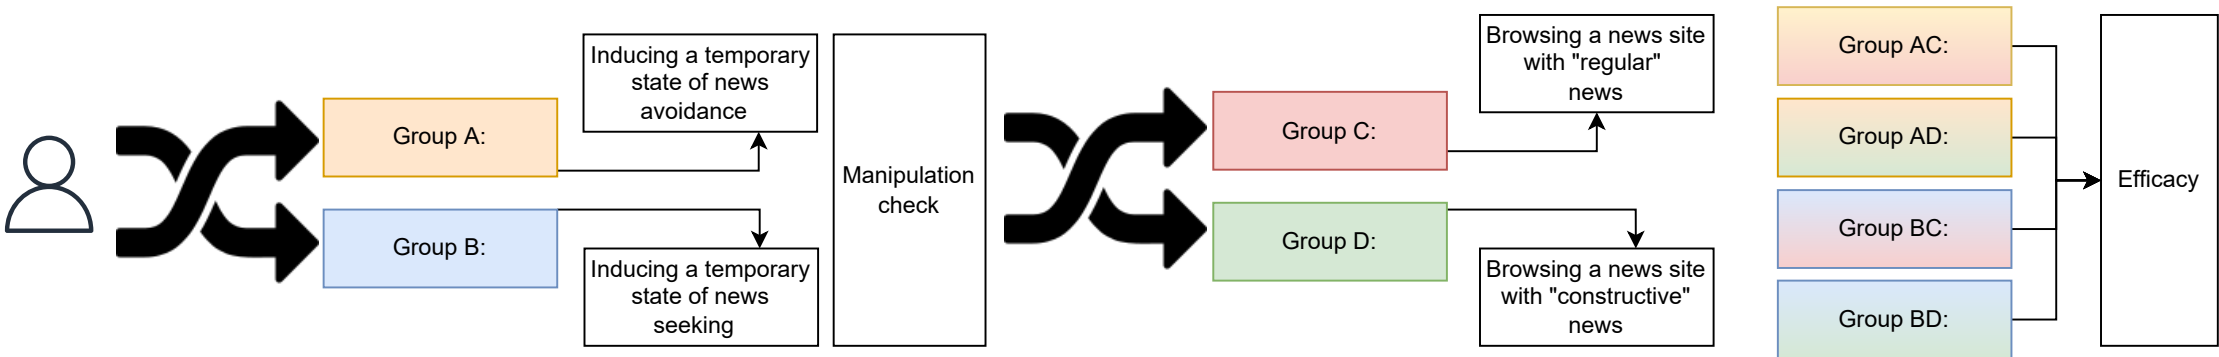 Group A:
Inducing a temporary
state of news
avoidance
Group B:
Inducing a temporary
state of news
seeking
Manipulation
check
Group C:
Browsing a news site
with "regular"
news
Group D:
Browsing a news site
with "constructive"
news
Group AC:
Group AD:
Group BC:
Group BD:
Efficacy